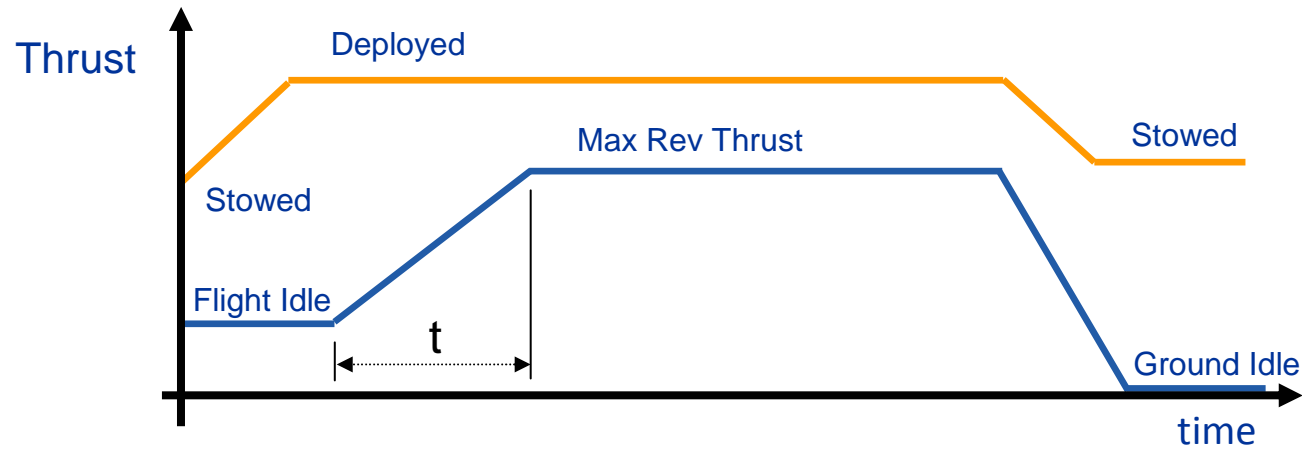 Deployed
Thrust
Max Rev Thrust
Stowed
Stowed
Flight Idle
t
Ground Idle
time